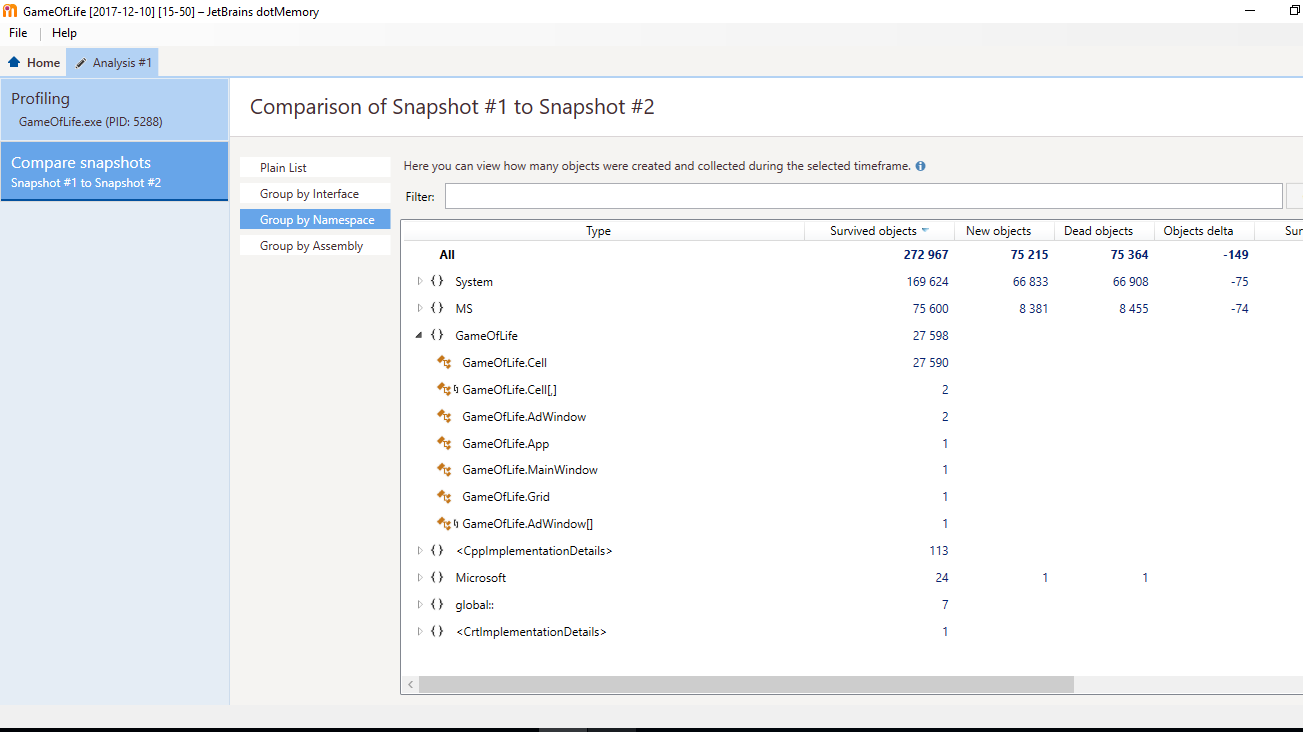 GameOfLife [2017-12-10] [15-50] – JetBrains dotMemory
File | Help
Home Analysis #1
Profiling
GameOfLife.exe (PID: 5288)
Compare snapshots
Snapshot #1 to Snapshot #2
Comparison of Snapshot #1 to Snapshot #2
Plain List
Group by Interface
Group by Namespace
Group by Assembly
Here you can view how many objects were created and collected during the selected timeframe.
Filter:
Type Survived objects New objects Dead objects Objects delta Sur
All 272 967 75 215 75 364 -149
{} System 169 624 66 833 66 908 -75
{} MS 75 600 8 381 8 455 -74
{} GameOfLife 27 598
GameOfLife.Cell 27 590
GameOfLife.Cell[,] 2
GameOfLife.AdWindow 2
GameOfLife.App 1
GameOfLife.MainWindow 1
GameOfLife.Grid 1
GameOfLife.AdWindow[] 1
{} <CppImplementationDetails> 113
{} Microsoft 24 1 1
{} global:: 7
{} <CrtImplementationDetails> 1